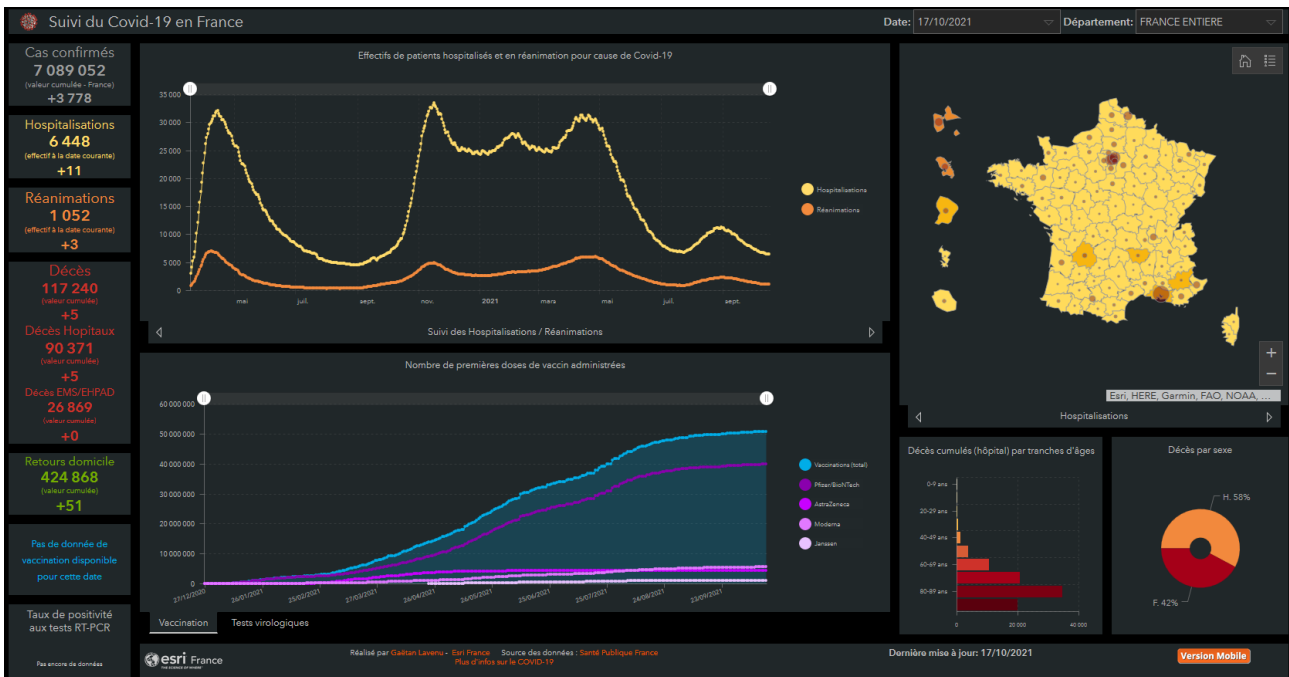 Suivi du Covid-19 en France
Date: 17/10/2021
Département: FRANCE ENTIERE
Cas confirmés
7 089 052
(valeur cumulée - France)
+3 778
Hospitalisations
6 448
(effectif à la date courante)
+11
Réanimations
1 052
(effectif à la date courante)
+3
Décès
117 240
(valeur cumulée)
+5
Décès Hopitaux
90 371
(valeur cumulée)
+5
Décès EMS/EHPAD
26 869
(valeur cumulée)
+0
Retours domicile
424 868
(valeur cumulée)
+51
Pas de donnée de
vaccination disponible
pour cette date
Taux de positivité
aux tests RT-PCR
Pas encore de données
Effectifs de patients hospitalisés et en réanimation pour cause de Covid-19
35 000
30 000
25 000
20 000
15 000
10 000
5 000
0
mai juil. sept. nov. 2021 mars mai juil. sept.
Hospitalisations
Réanimations
Suivi des Hospitalisations / Réanimations
Nombre de premières doses de vaccin administrées
60 000 000
50 000 000
40 000 000
30 000 000
20 000 000
10 000 000
0
27/12/2020 26/01/2021 25/02/2021 27/03/2021 26/04/2021 26/05/2021 25/06/2021 25/07/2021 24/08/2021 23/09/2021
Vaccinations (total)
Pfizer/BioNTech
AstraZeneca
Moderna
Janssen
Vaccination Tests virologiques
+
−
Esri, HERE, Garmin, FAO, NOAA, ...
Hospitalisations
Décès cumulés (hôpital) par tranches d'âges
0-9 ans
20-29 ans
40-49 ans
60-69 ans
80-89 ans
0 20 000 40 000
Décès par sexe
H. 58%
F. 42%
esri France
THE SCIENCE OF WHERE
Réalisé par Gaëtan Lavenu - Esri France Source des données : Santé Publique France
Plus d'infos sur le COVID-19
Dernière mise à jour: 17/10/2021
Version Mobile